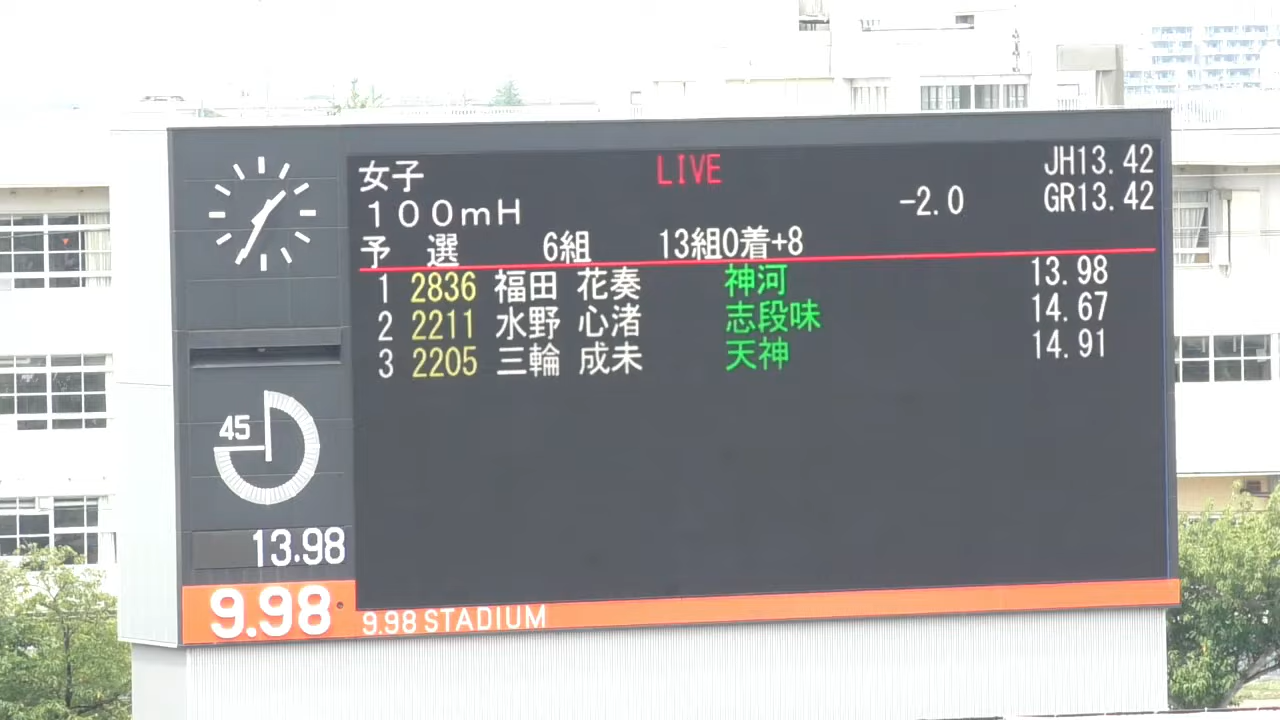 女子 LIVE JH13.42
100mH -2.0 GR13.42
予 選 6組 13組0着+8
1 2836 福田 花奏 神河 13.98
2 2211 水野 心渚 志段味 14.67
3 2205 三輪 成未 天神 14.91
45
13.98
9.98 9.98 STADIUM